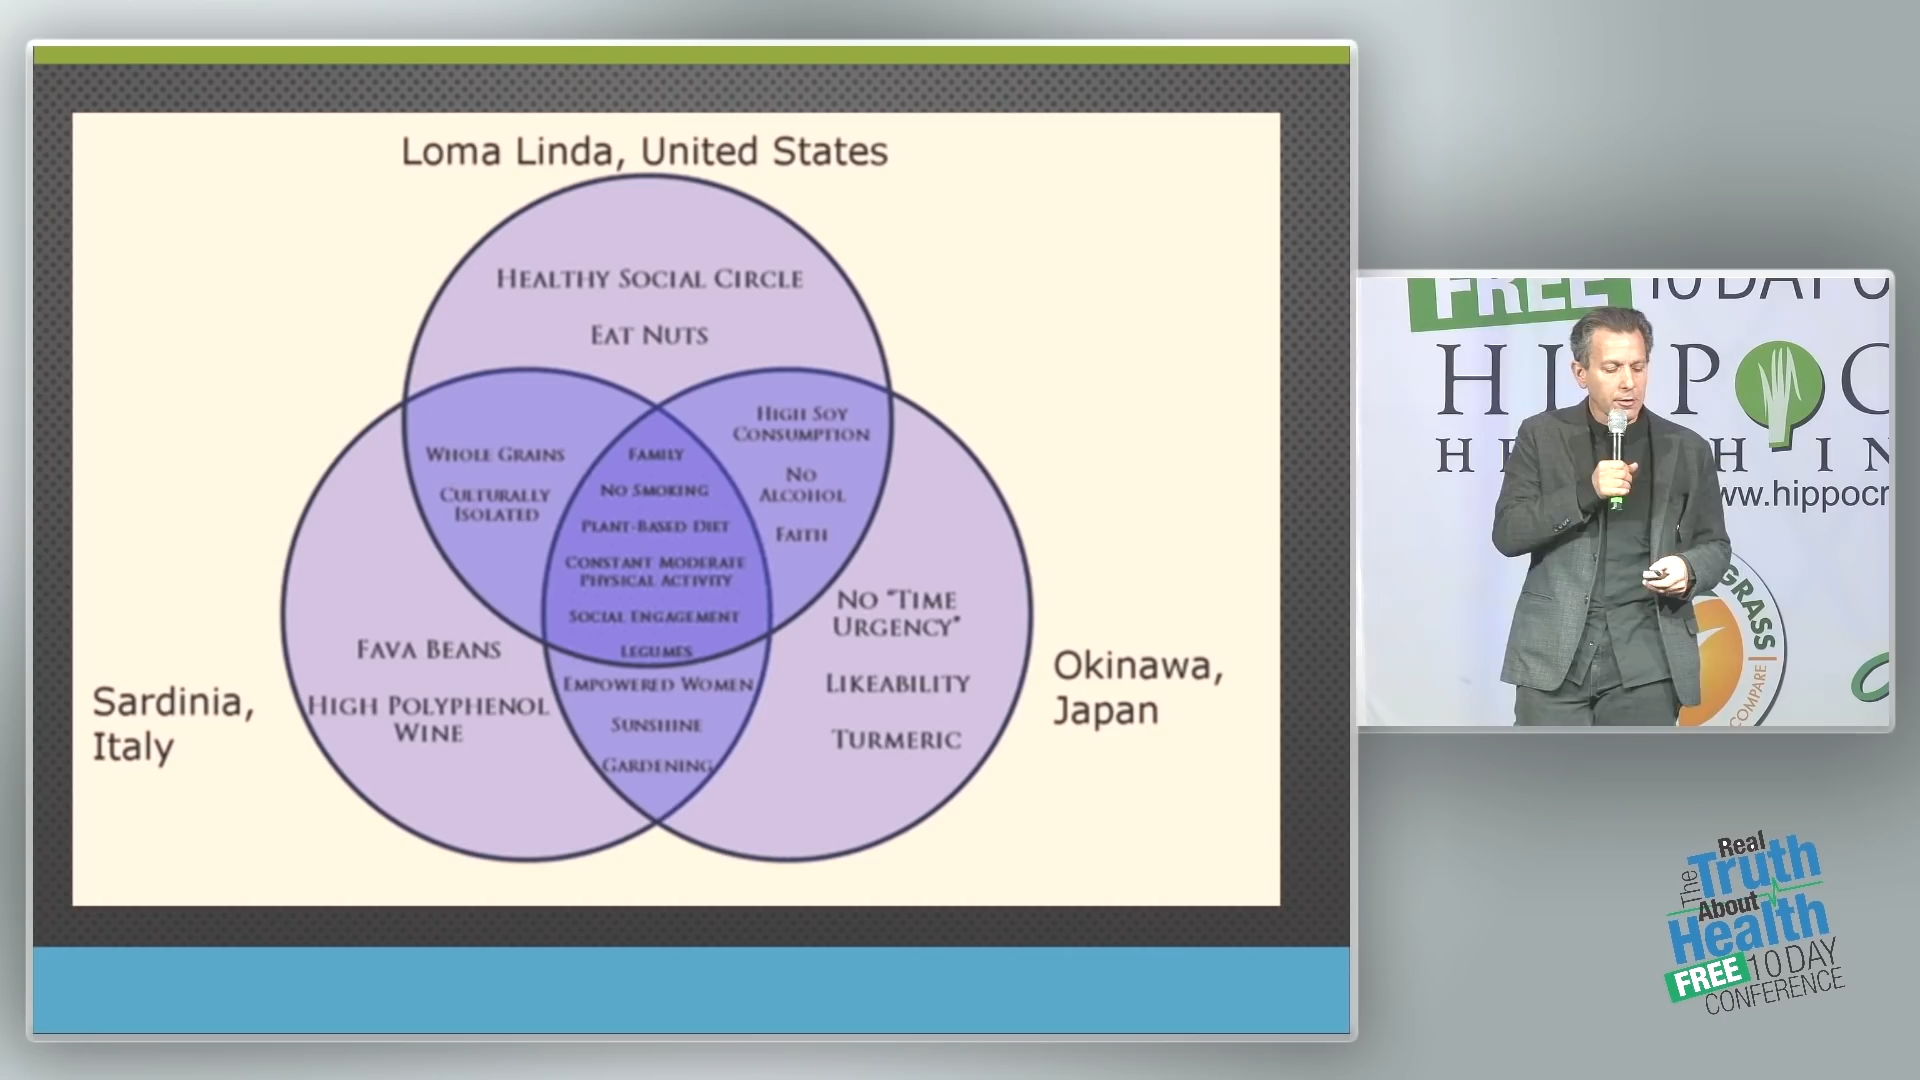 Loma Linda, United States
HEALTHY SOCIAL CIRCLE
EAT NUTS
WHOLE GRAINS
CULTURALLY
ISOLATED
FAMILY
NO SMOKING
PLANT-BASED DIET
CONSTANT MODERATE
PHYSICAL ACTIVITY
SOCIAL ENGAGEMENT
LEGUMES
HIGH SOY
CONSUMPTION
NO
ALCOHOL
FAITH
FAVA BEANS
HIGH POLYPHENOL
WINE
EMPOWERED WOMEN
SUNSHINE
GARDENING
NO "TIME
URGENCY"
LIKEABILITY
TURMERIC
Sardinia,
Italy
Okinawa,
Japan
FREE 10 DAY
HIPPOC
www.hippocr
GRASS
COMPARE
The Real
Truth
About
Health
FREE 10 DAY
CONFERENCE